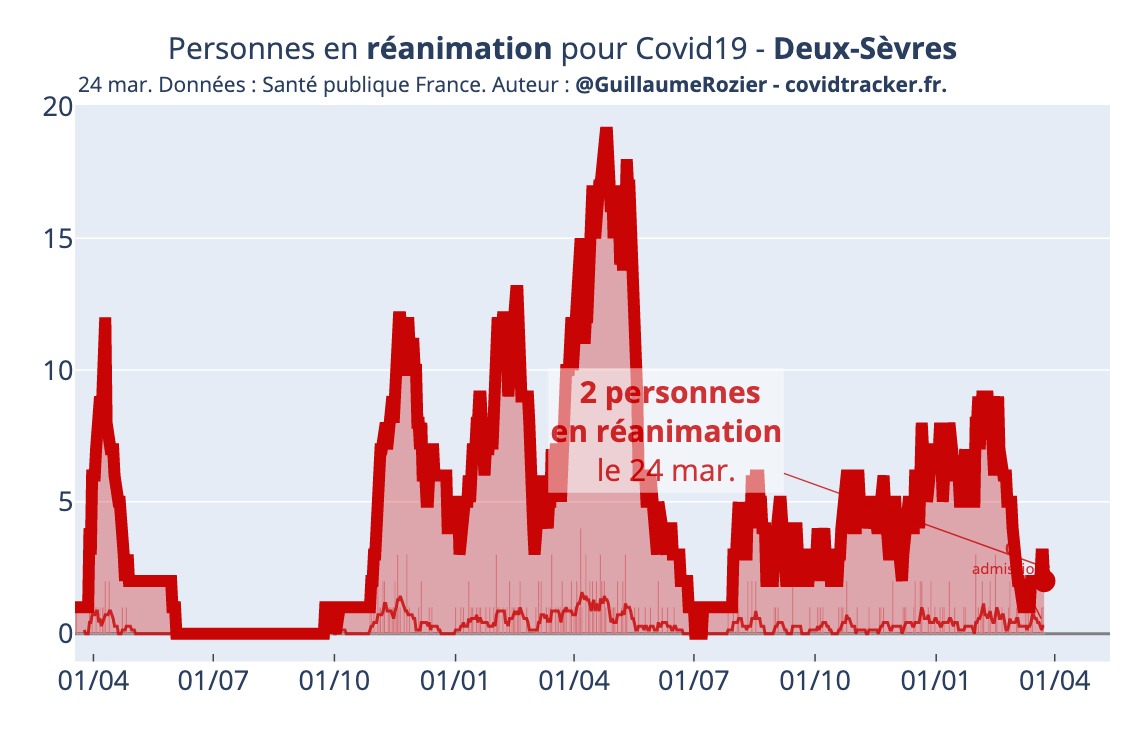 Personnes en réanimation pour Covid19 - Deux-Sèvres
24 mar. Données : Santé publique France. Auteur : @GuillaumeRozier - covidtracker.fr.
20
15
10
5
0
2 personnes
en réanimation
le 24 mar.
01/04 01/07 01/10 01/01 01/04 01/07 01/10 01/01 01/04